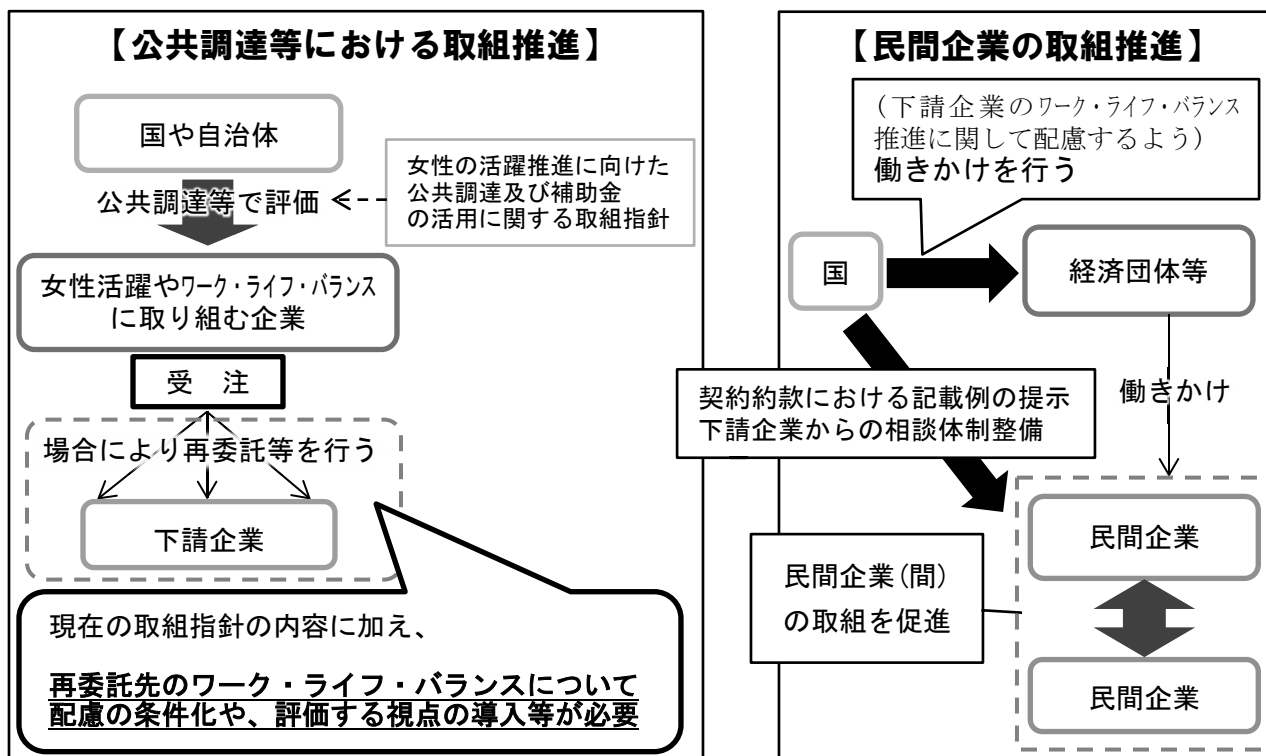 【公共調達等における取組推進】
国や自治体
公共調達等で評価
女性の活躍推進に向けた
公共調達及び補助金
の活用に関する取組指針
女性活躍やワーク・ライフ・バランス
に取り組む企業
受 注
場合により再委託等を行う
下請企業
現在の取組指針の内容に加え、
再委託先のワーク・ライフ・バランスについて
配慮の条件化や、評価する視点の導入等が必要
【民間企業の取組推進】
(下請企業のワーク・ライフ・バランス
推進に関して配慮するよう)
働きかけを行う
国
経済団体等
契約約款における記載例の提示
下請企業からの相談体制整備
働きかけ
民間企業
民間企業(間)
の取組を促進
民間企業